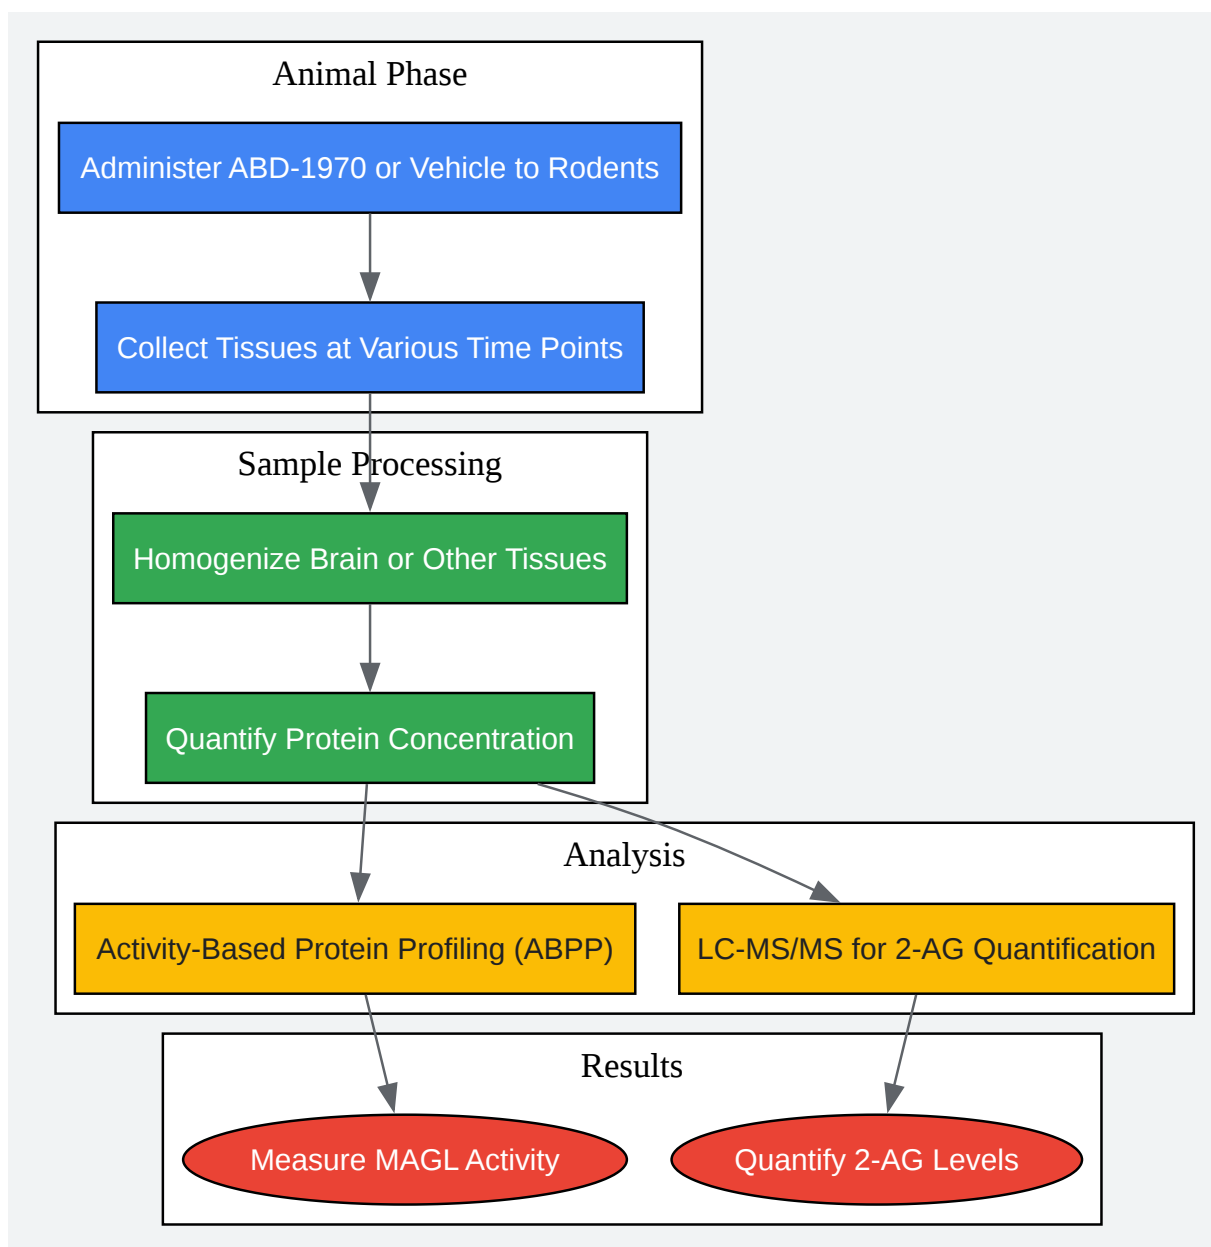 Animal Phase
Administer ABD-1970 or Vehicle to Rodents
Collect Tissues at Various Time Points
Sample Processing
Homogenize Brain or Other Tissues
Quantify Protein Concentration
Analysis
Activity-Based Protein Profiling (ABPP)
LC-MS/MS for 2-AG Quantification
Results
Measure MAGL Activity
Quantify 2-AG Levels